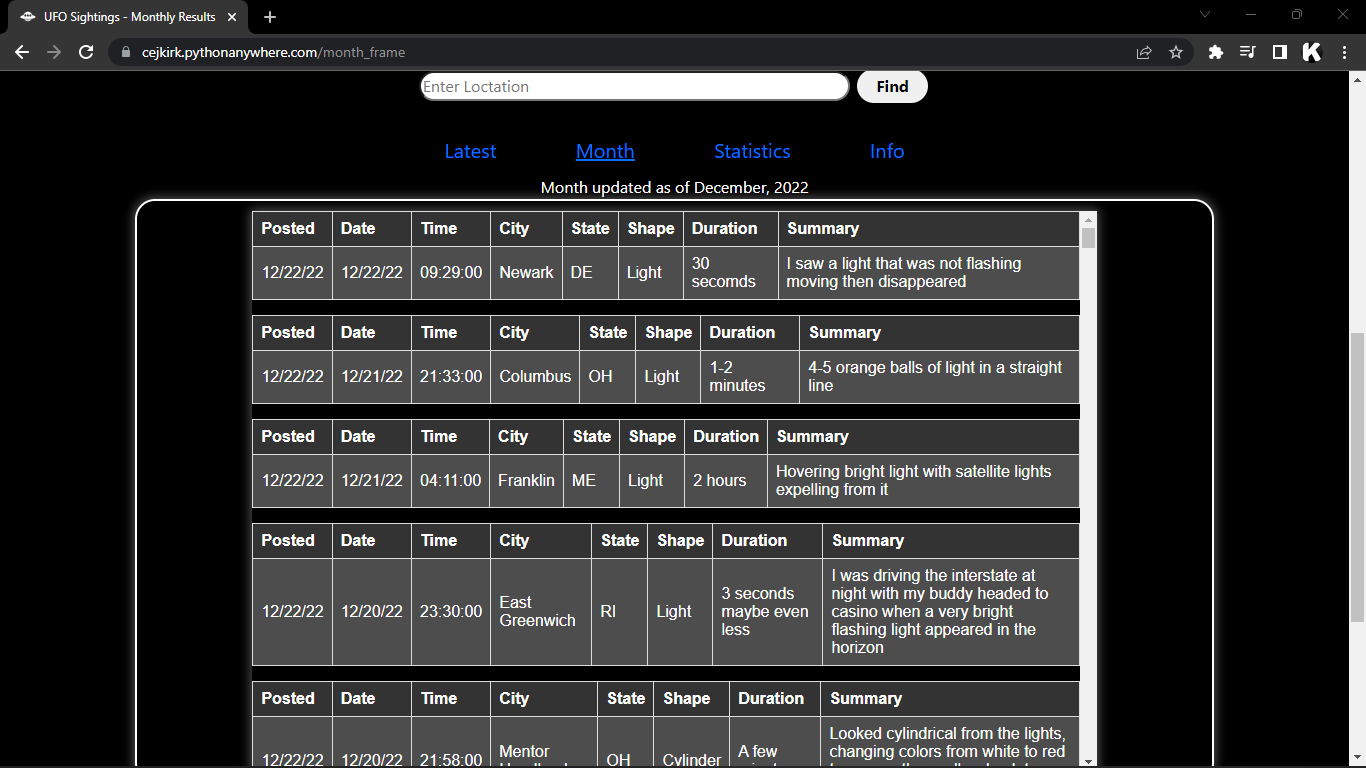 UFO Sightings - Monthly Results
cejkirk.pythonanywhere.com/month_frame
Enter Loctation
Find
Latest Month Statistics Info
Month updated as of December, 2022
Posted Date Time City State Shape Duration Summary
12/22/22 12/22/22 09:29:00 Newark DE Light 30 secomds I saw a light that was not flashing moving then disappeared
Posted Date Time City State Shape Duration Summary
12/22/22 12/21/22 21:33:00 Columbus OH Light 1-2 minutes 4-5 orange balls of light in a straight line
Posted Date Time City State Shape Duration Summary
12/22/22 12/21/22 04:11:00 Franklin ME Light 2 hours Hovering bright light with satellite lights expelling from it
Posted Date Time City State Shape Duration Summary
12/22/22 12/20/22 23:30:00 East Greenwich RI Light 3 seconds maybe even less I was driving the interstate at night with my buddy headed to casino when a very bright flashing light appeared in the horizon
Posted Date Time City State Shape Duration Summary
12/22/22 12/20/22 21:58:00 Mentor OH Cylinder A few Looked cylindrical from the lights, changing colors from white to red